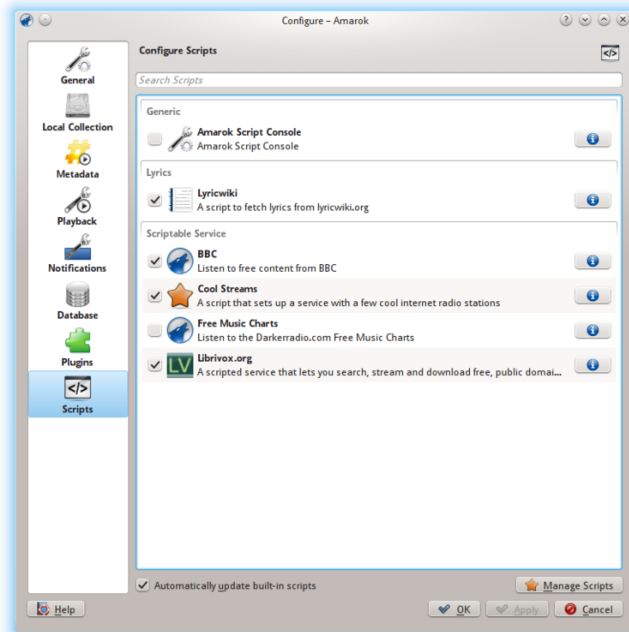 Configure – Amarok
General
Local Collection
Metadata
Playback
Notifications
Database
Plugins
</>
Scripts
Configure Scripts
</>
Search Scripts
Generic
Amarok Script Console
Amarok Script Console
Lyrics
Lyricwiki
A script to fetch lyrics from lyricwiki.org
Scriptable Service
BBC
Listen to free content from BBC
Cool Streams
A script that sets up a service with a few cool internet radio stations
Free Music Charts
Listen to the Darkerradio.com Free Music Charts
LV
Librivox.org
A scripted service that lets you search, stream and download free, public domai...
Automatically update built-in scripts
Manage Scripts
Help
OK
Apply
Cancel